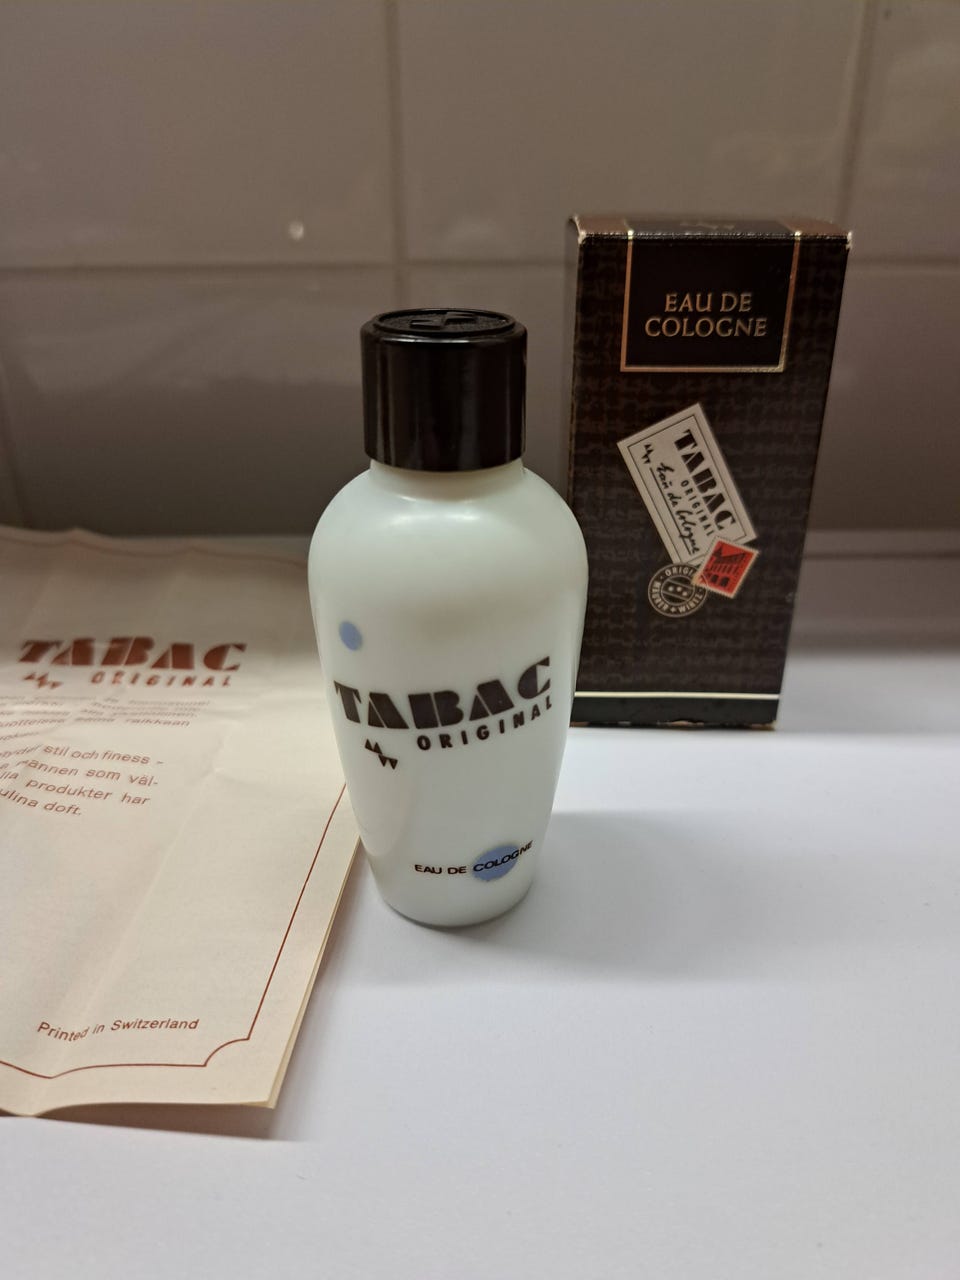 EAU DE
COLOGNE
TABAC
ORIGINAL
Eau de Cologne
TABAC
ORIGINAL
EAU DE COLOGNE
TABAC
ORIGINAL
raikkaan
stil och finess -
männen som väl-
produkter har
doft.
Printed in Switzerland